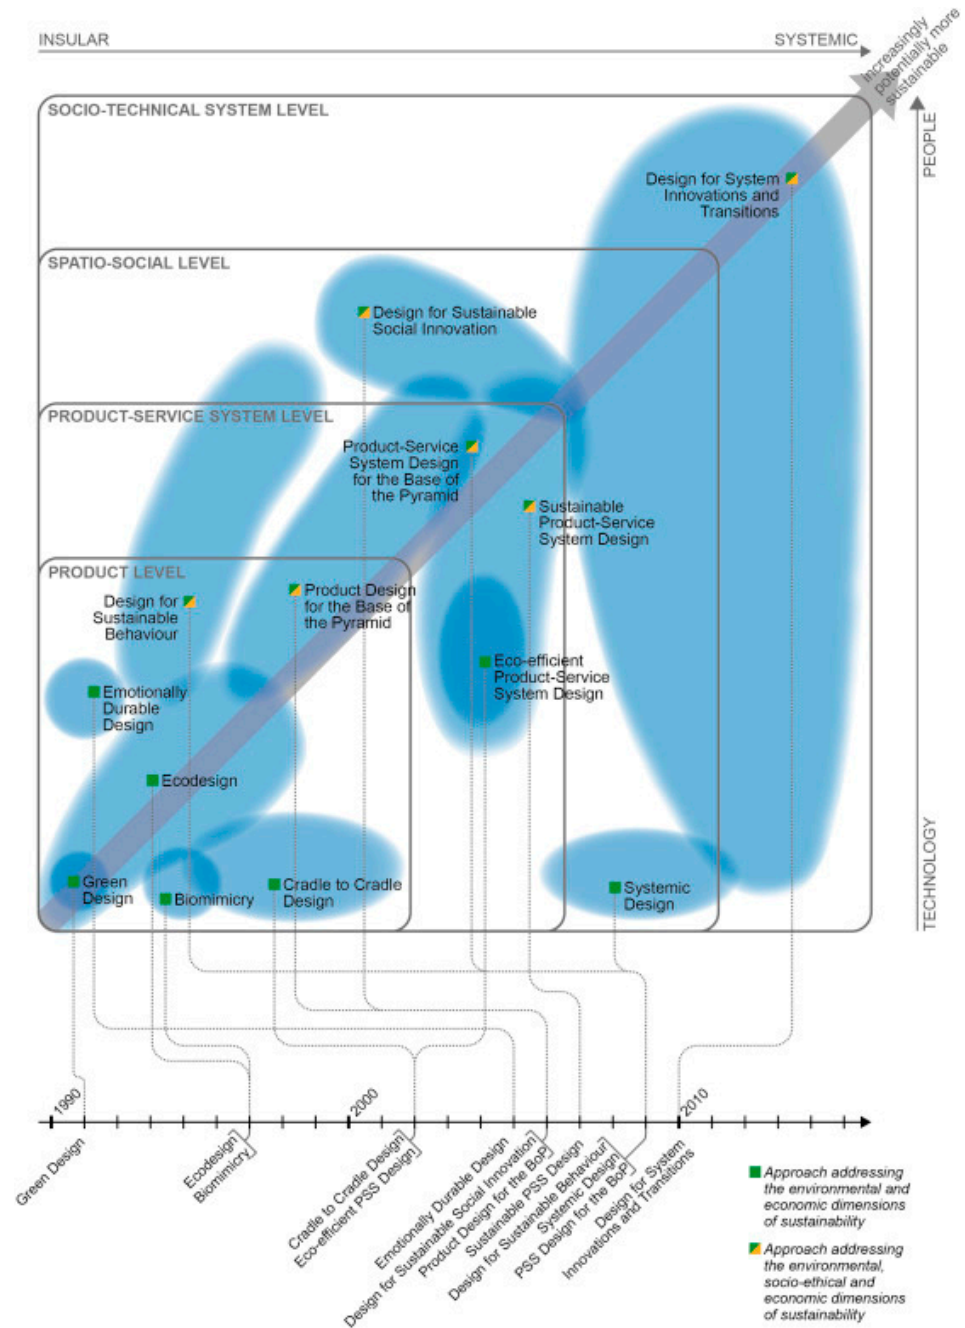 INSULAR
SYSTEMIC
Increasingly
potentially more
sustainable
SOCIO-TECHNICAL SYSTEM LEVEL
PEOPLE
Design for System
Innovations and
Transitions
SPATIO-SOCIAL LEVEL
Design for Sustainable
Social Innovation
PRODUCT-SERVICE SYSTEM LEVEL
Product-Service
System Design
for the Base of
the Pyramid
Sustainable
Product-Service
System Design
PRODUCT LEVEL
Design for
Sustainable
Behaviour
Product Design
for the Base of
the Pyramid
Eco-efficient
Product-Service
System Design
Emotionally
Durable
Design
Ecodesign
Green
Design
Biomimicry
Cradle to Cradle
Design
Systemic
Design
TECHNOLOGY
1990
2000
2010
Green Design
Ecodesign
Biomimicry
Cradle to Cradle Design
Eco-efficient PSS Design
Emotionally Durable Design
Design for Sustainable Social Innovation
Product Design for the BoP
Sustainable PSS Design
Design for Sustainable Behaviour
Systemic Design
PSS Design for the BoP
Design for System
Innovations and Transitions
Approach addressing
the environmental and
economic dimensions
of sustainability
Approach addressing
the environmental,
socio-ethical and
economic dimensions
of sustainability